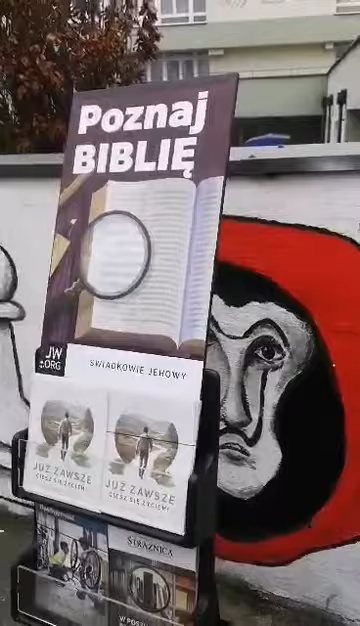 Poznaj
BIBLIĘ
JW
.ORG
ŚWIADKOWIE JEHOWY
JUŻ ZAWSZE
CIESZ SIĘ ŻYCIEM!
JUŻ ZAWSZE
CIESZ SIĘ ŻYCIEM!
STRAŻNICA